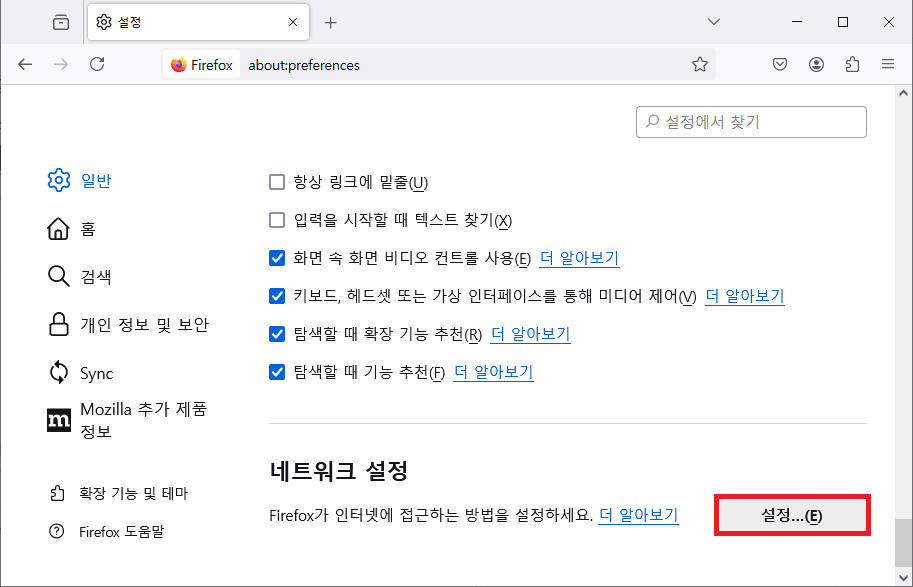 설정
Firefox
about:preferences
설정에서 찾기
일반
홈
검색
개인 정보 및 보안
Sync
m
Mozilla 추가 제품
정보
확장 기능 및 테마
Firefox 도움말
항상 링크에 밑줄(U)
입력을 시작할 때 텍스트 찾기(X)
화면 속 화면 비디오 컨트롤 사용(E) 더 알아보기
키보드, 헤드셋 또는 가상 인터페이스를 통해 미디어 제어(V) 더 알아보기
탐색할 때 확장 기능 추천(R) 더 알아보기
탐색할 때 기능 추천(F) 더 알아보기
네트워크 설정
Firefox가 인터넷에 접근하는 방법을 설정하세요. 더 알아보기
설정...(E)